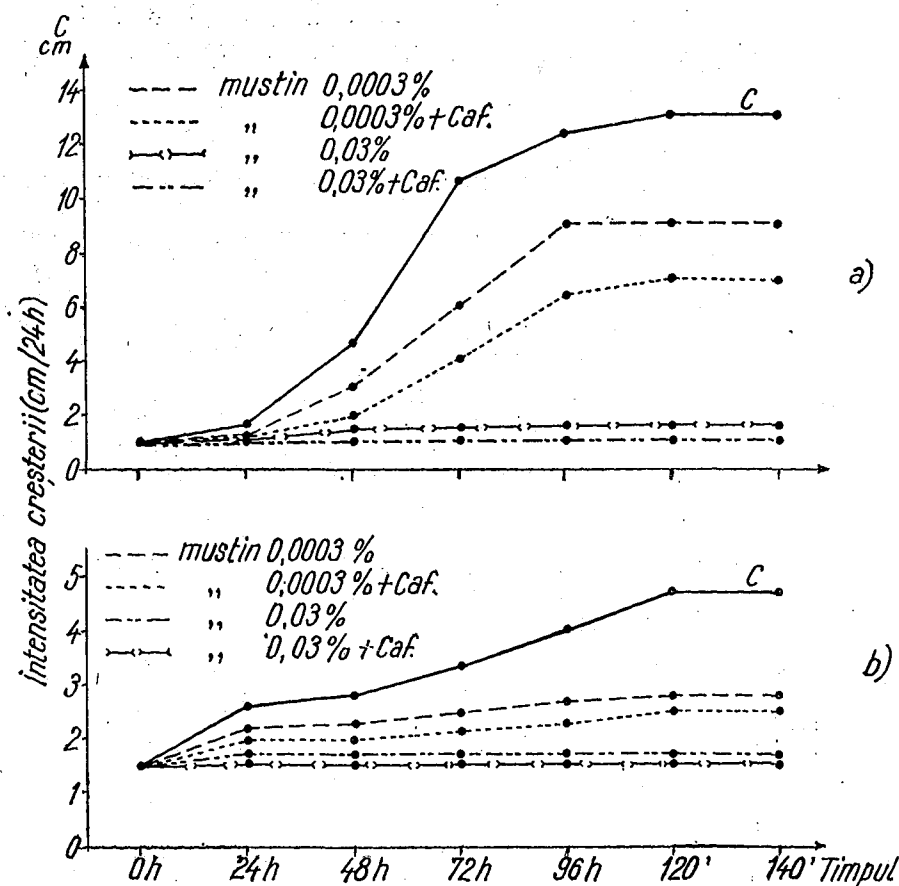 C
cm
14
12
10
8
6
4
2
0
mustin 0,0003%
„ 0,0003%+Caf.
„ 0,03%
„ 0,03%+Caf.
C
a)
intensitatea creșterii (cm/24h)
5
4
3
2
1
0
mustin 0,0003 %
„ 0,0003 %+Caf.
„ 0,03 %
„ 0,03 % +Caf.
C
b)
0h 24h 48h 72h 96h 120' 140' Timpul